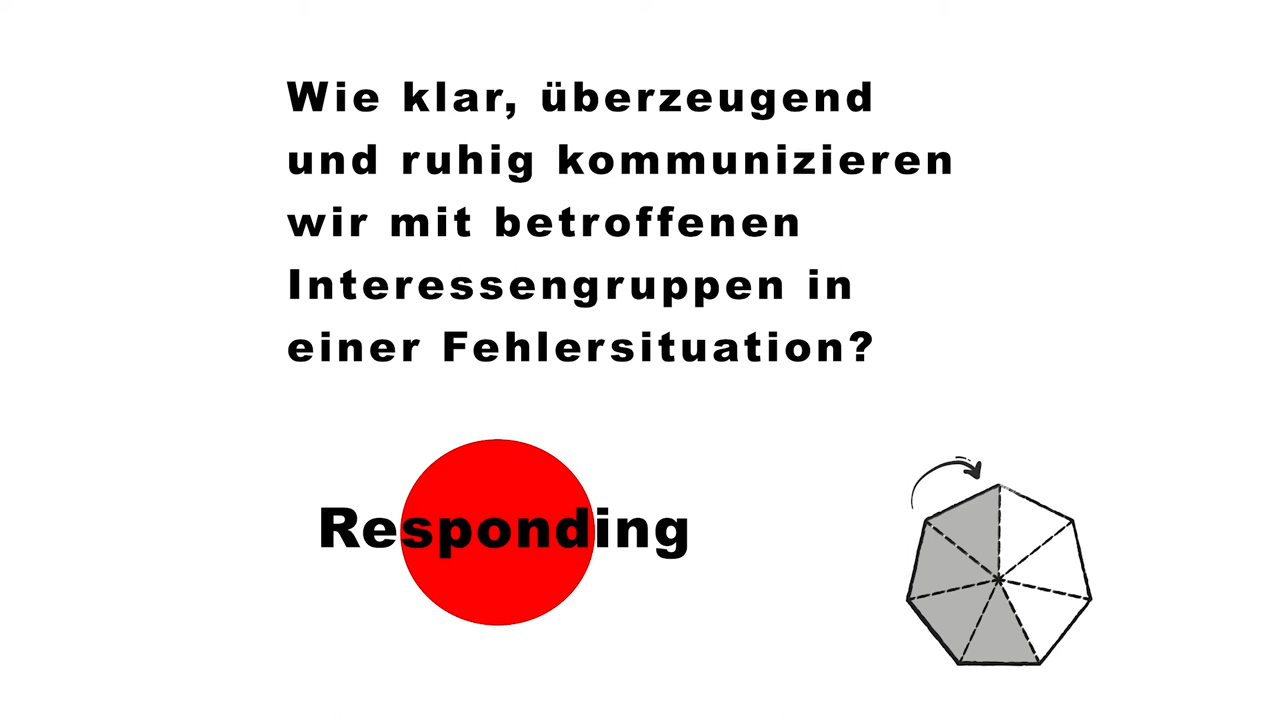 Wie klar, überzeugend
und ruhig kommunizieren
wir mit betroffenen
Interessengruppen in
einer Fehlersituation?
Responding